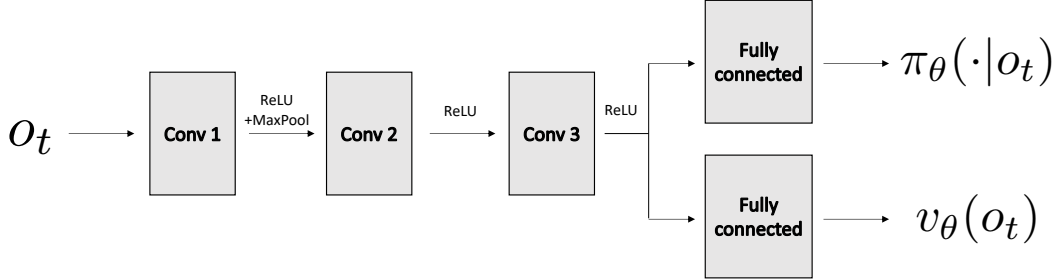 o_t
Conv 1
ReLU
+MaxPool
Conv 2
ReLU
Conv 3
ReLU
Fully
connected
π_θ(·|o_t)
Fully
connected
v_θ(o_t)